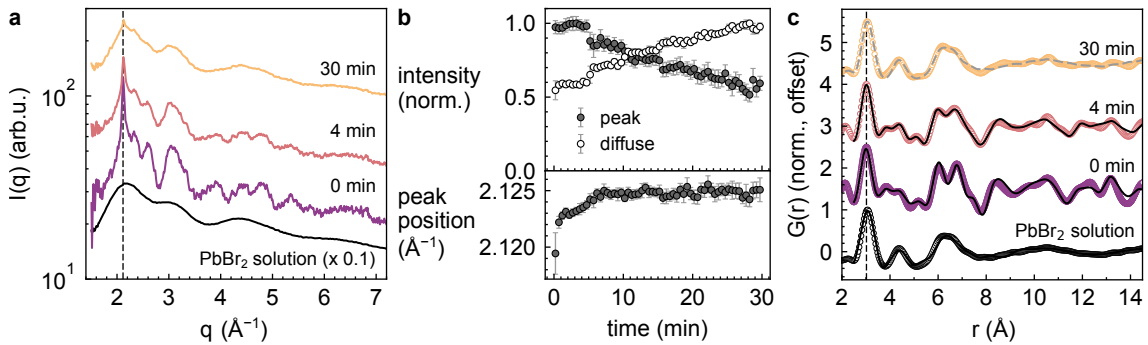 a
I(q) (arb.u.)
10²
10¹
30 min
4 min
0 min
PbBr₂ solution (x 0.1)
2 3 4 5 6 7
q (Å⁻¹)
b
intensity
(norm.)
1.0
0.5
0.0
peak
diffuse
peak
position
(Å⁻¹)
2.125
2.120
0 10 20 30
time (min)
c
G(r) (norm., offset)
5
4
3
2
1
0
30 min
4 min
0 min
PbBr₂ solution
2 4 6 8 10 12 14
r (Å)